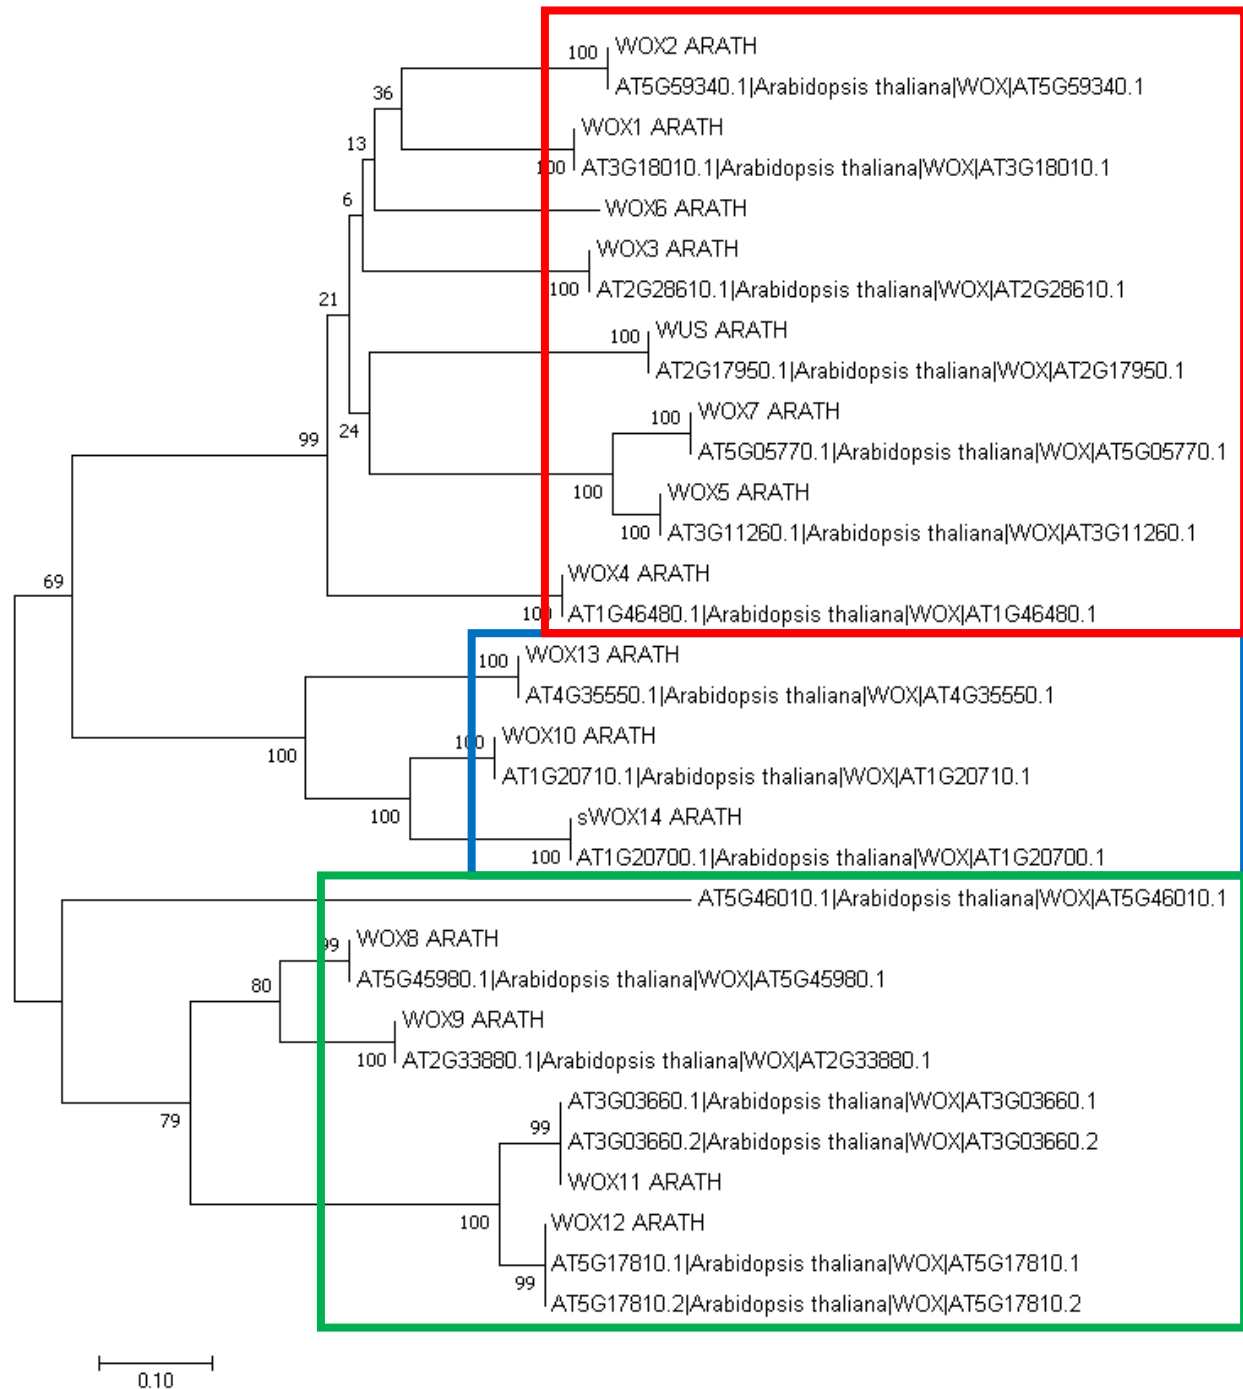 WOX2 ARATH
100
AT5G59340.1|Arabidopsis thaliana|WOX|AT5G59340.1
36
WOX1 ARATH
13
100
AT3G18010.1|Arabidopsis thaliana|WOX|AT3G18010.1
6
WOX6 ARATH
WOX3 ARATH
100
AT2G28610.1|Arabidopsis thaliana|WOX|AT2G28610.1
21
WUS ARATH
100
AT2G17950.1|Arabidopsis thaliana|WOX|AT2G17950.1
WOX7 ARATH
100
24
99
AT5G05770.1|Arabidopsis thaliana|WOX|AT5G05770.1
100
WOX5 ARATH
100
AT3G11260.1|Arabidopsis thaliana|WOX|AT3G11260.1
WOX4 ARATH
69
100
AT1G46480.1|Arabidopsis thaliana|WOX|AT1G46480.1
WOX13 ARATH
100
AT4G35550.1|Arabidopsis thaliana|WOX|AT4G35550.1
WOX10 ARATH
100
100
AT1G20710.1|Arabidopsis thaliana|WOX|AT1G20710.1
100
sWOX14 ARATH
100
AT1G20700.1|Arabidopsis thaliana|WOX|AT1G20700.1
AT5G46010.1|Arabidopsis thaliana|WOX|AT5G46010.1
WOX8 ARATH
99
AT5G45980.1|Arabidopsis thaliana|WOX|AT5G45980.1
80
WOX9 ARATH
100
AT2G33880.1|Arabidopsis thaliana|WOX|AT2G33880.1
AT3G03660.1|Arabidopsis thaliana|WOX|AT3G03660.1
79
99
AT3G03660.2|Arabidopsis thaliana|WOX|AT3G03660.2
WOX11 ARATH
100
WOX12 ARATH
AT5G17810.1|Arabidopsis thaliana|WOX|AT5G17810.1
99
AT5G17810.2|Arabidopsis thaliana|WOX|AT5G17810.2
0.10